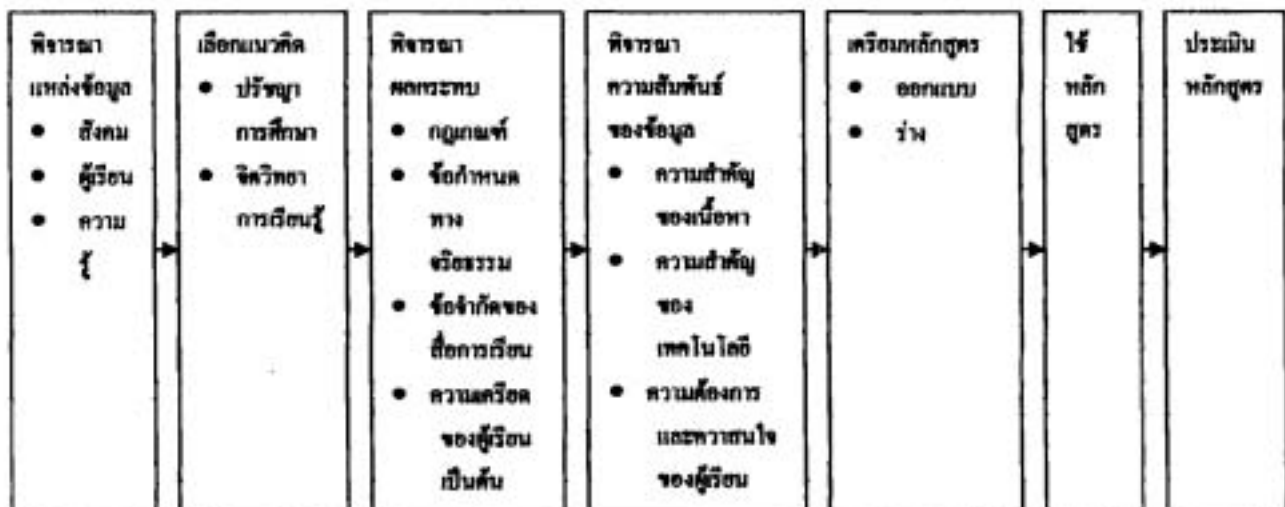 พิจารณา
แหล่งข้อมูล
● สังคม
● ผู้เรียน
● ความ
รู้
เลือกแนวคิด
● ปรัชญา
การศึกษา
● จิตวิทยา
การเรียนรู้
พิจารณา
ผลกระทบ
● กฎเกณฑ์
● ข้อกำหนด
ทาง
จริยธรรม
● ข้อจำกัดของ
สื่อการเรียน
● ความเครียด
ของผู้เรียน
เป็นต้น
พิจารณา
ความสัมพันธ์
ของข้อมูล
● ความสำคัญ
ของเนื้อหา
● ความสำคัญ
ของ
เทคโนโลยี
● ความต้องการ
และความสนใจ
ของผู้เรียน
เตรียมหลักสูตร
● ออกแบบ
● ร่าง
ใช้
หลัก
สูตร
ประเมิน
หลักสูตร